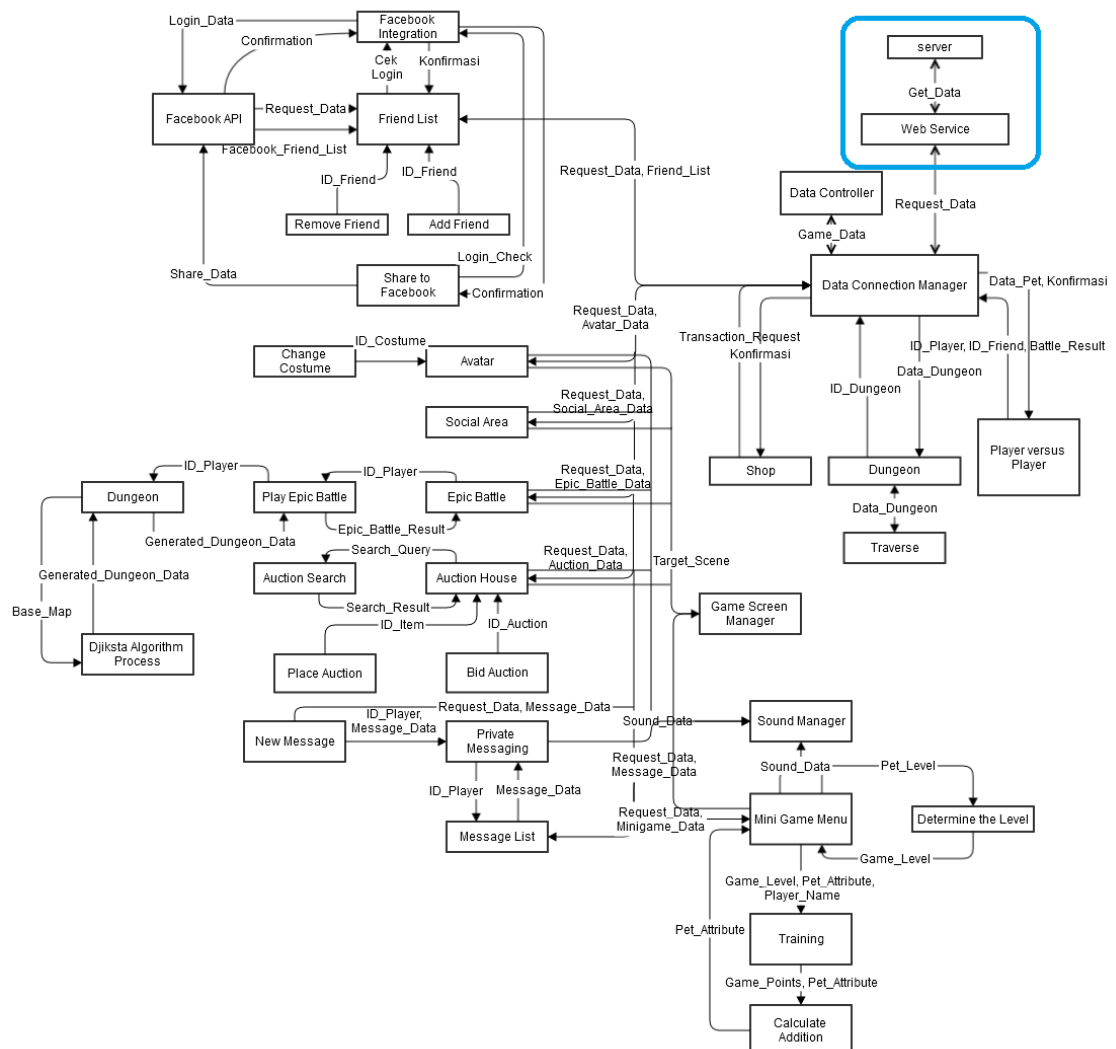 Login_Data
Facebook
Integration
Confirmation
Cek
Login
Konfirmasi
server
Get_Data
Web Service
Facebook API
Request_Data
Friend List
Facebook_Friend_List
Request_Data, Friend_List
ID_Friend
ID_Friend
Data Controller
Request_Data
Remove Friend
Add Friend
Game_Data
Login_Check
Share_Data
Share to
Facebook
Confirmation
Data Connection Manager
Data_Pet, Konfirmasi
Request_Data,
Avatar_Data
Transaction_Request
Konfirmasi
ID_Player, ID_Friend, Battle_Result
Data_Dungeon
ID_Dungeon
ID_Costume
Change
Costume
Avatar
Request_Data,
Social_Area_Data
Social Area
Shop
Dungeon
Player versus
Player
ID_Player
ID_Player
Request_Data,
Epic_Battle_Data
Dungeon
Play Epic Battle
Epic Battle
Data_Dungeon
Epic_Battle_Result
Generated_Dungeon_Data
Traverse
Search_Query
Request_Data,
Auction_Data
Target_Scene
Generated_Dungeon_Data
Auction Search
Auction House
Base_Map
Search_Result
ID_Item
ID_Auction
Game Screen
Manager
Djiksta Algorithm
Process
Place Auction
Bid Auction
Request_Data, Message_Data
ID_Player,
Message_Data
Sound_Data
Sound Manager
New Message
Private
Messaging
Request_Data,
Message_Data
Sound_Data
Pet_Level
ID_Player
Message_Data
Request_Data,
Minigame_Data
Mini Game Menu
Determine the Level
Message List
Game_Level
Game_Level, Pet_Attribute,
Player_Name
Pet_Attribute
Training
Game_Points, Pet_Attribute
Calculate
Addition